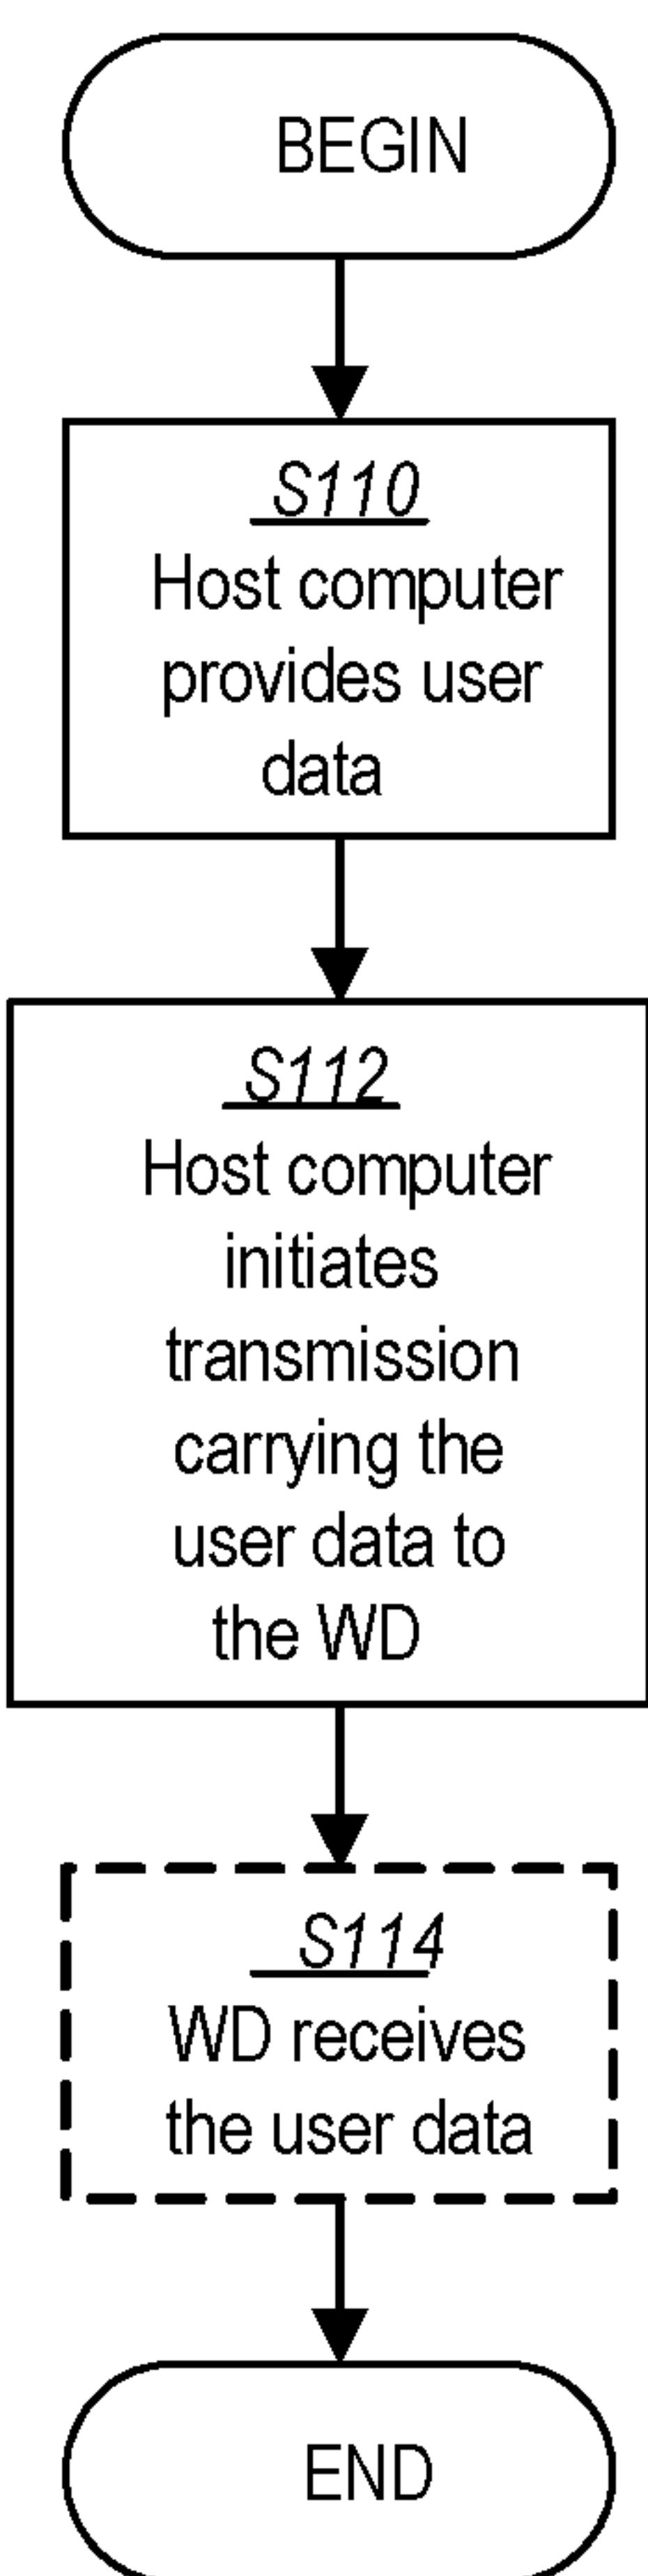 BEGIN
S110
Host computer
provides user
data
S112
Host computer
initiates
transmission
carrying the
user data to
the WD
S114
WD receives
the user data
END